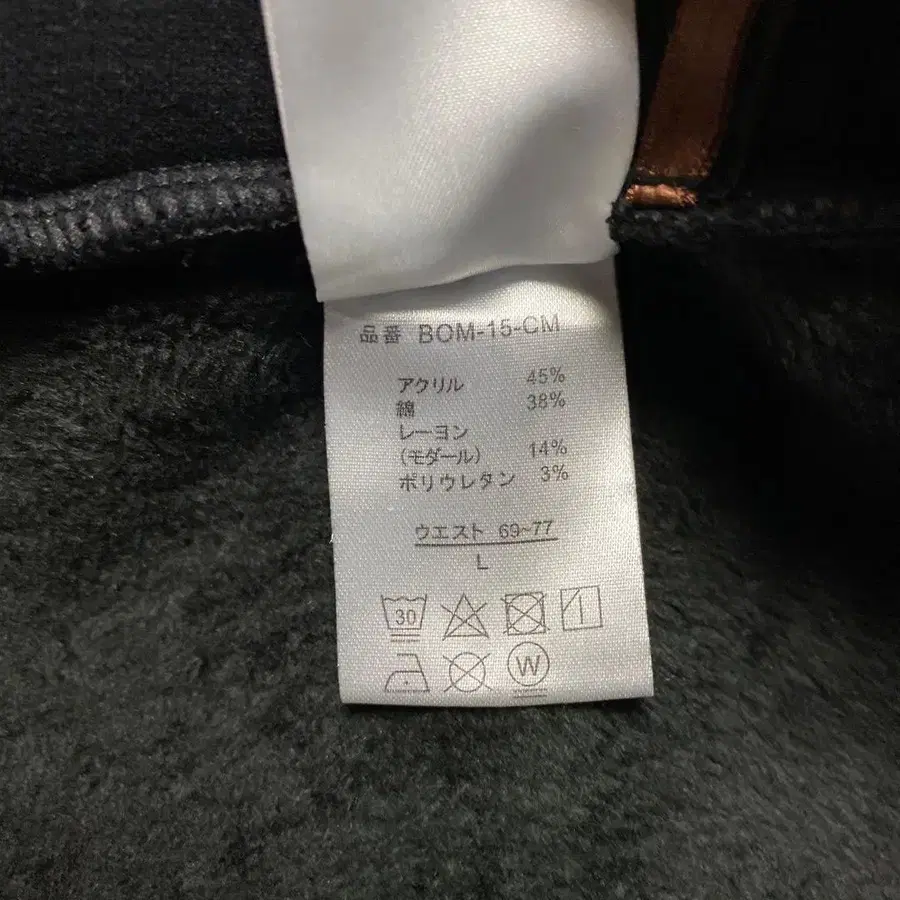 品番 BOM-15-CM
アクリル 45%
綿 38%
レーヨン
(モダール) 14%
ポリウレタン 3%
ウエスト 69~77
L
30
W